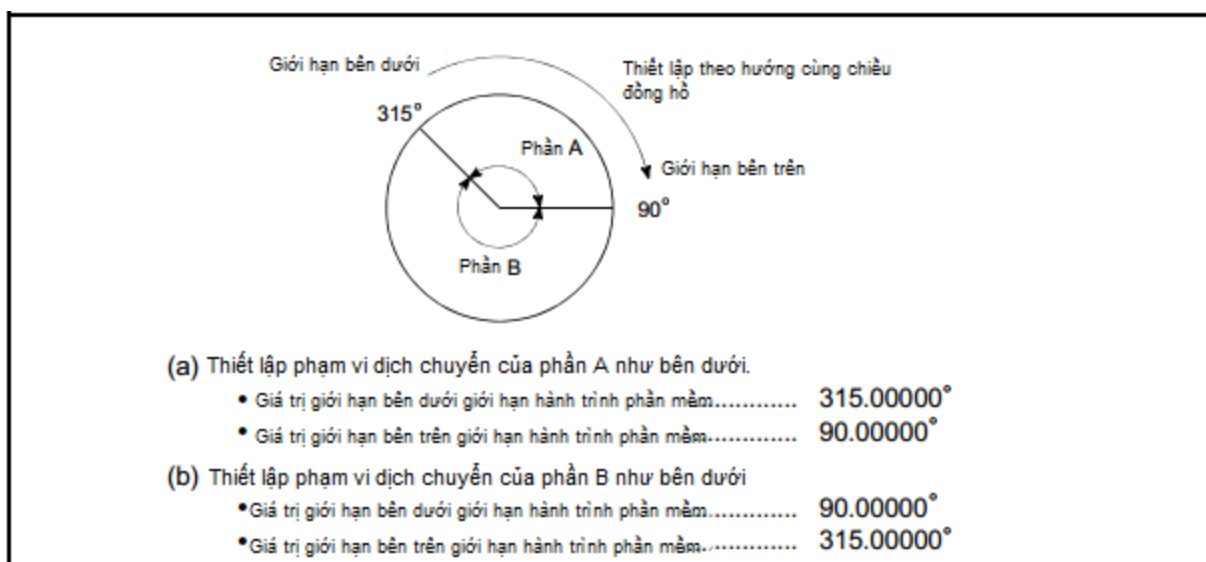 Giới hạn bên dưới
Thiết lập theo hướng cùng chiều
đồng hồ
315°
Phần A
Giới hạn bên trên
90°
Phần B
(a) Thiết lập phạm vi dịch chuyển của phần A như bên dưới.
• Giá trị giới hạn bên dưới giới hạn hành trình phần mềm............. 315.00000°
• Giá trị giới hạn bên trên giới hạn hành trình phần mềm.............. 90.00000°
(b) Thiết lập phạm vi dịch chuyển của phần B như bên dưới
•Giá trị giới hạn bên dưới giới hạn hành trình phần mềm.............. 90.00000°
•Giá trị giới hạn bên trên giới hạn hành trình phần mềm.............. 315.00000°